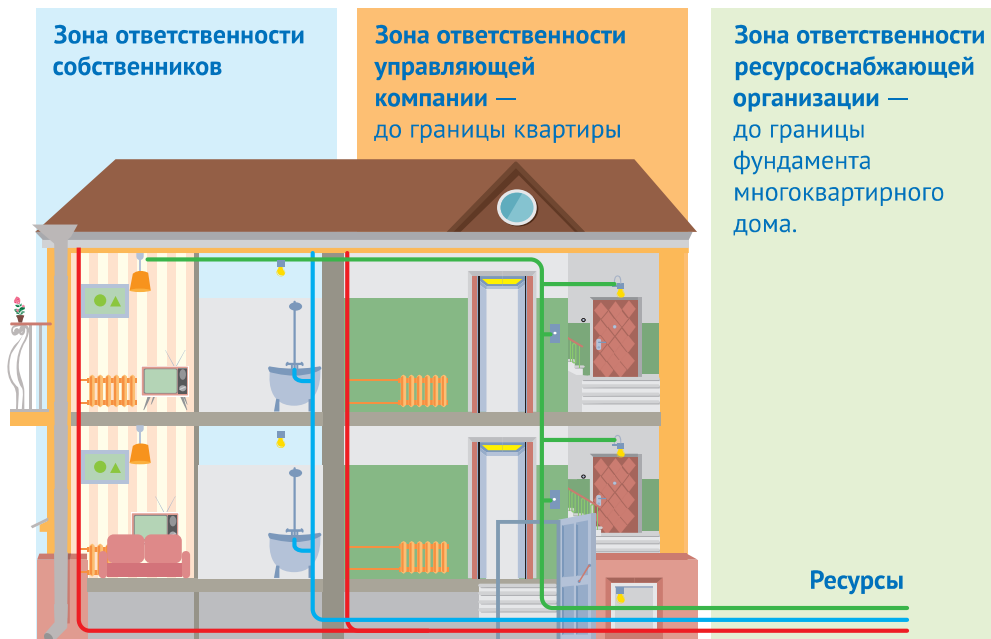 Зона ответственности
собственников
Зона ответственности
управляющей
компании —
до границы квартиры
Зона ответственности
ресурсоснабжающей
организации —
до границы
фундамента
многоквартирного
дома.
Ресурсы